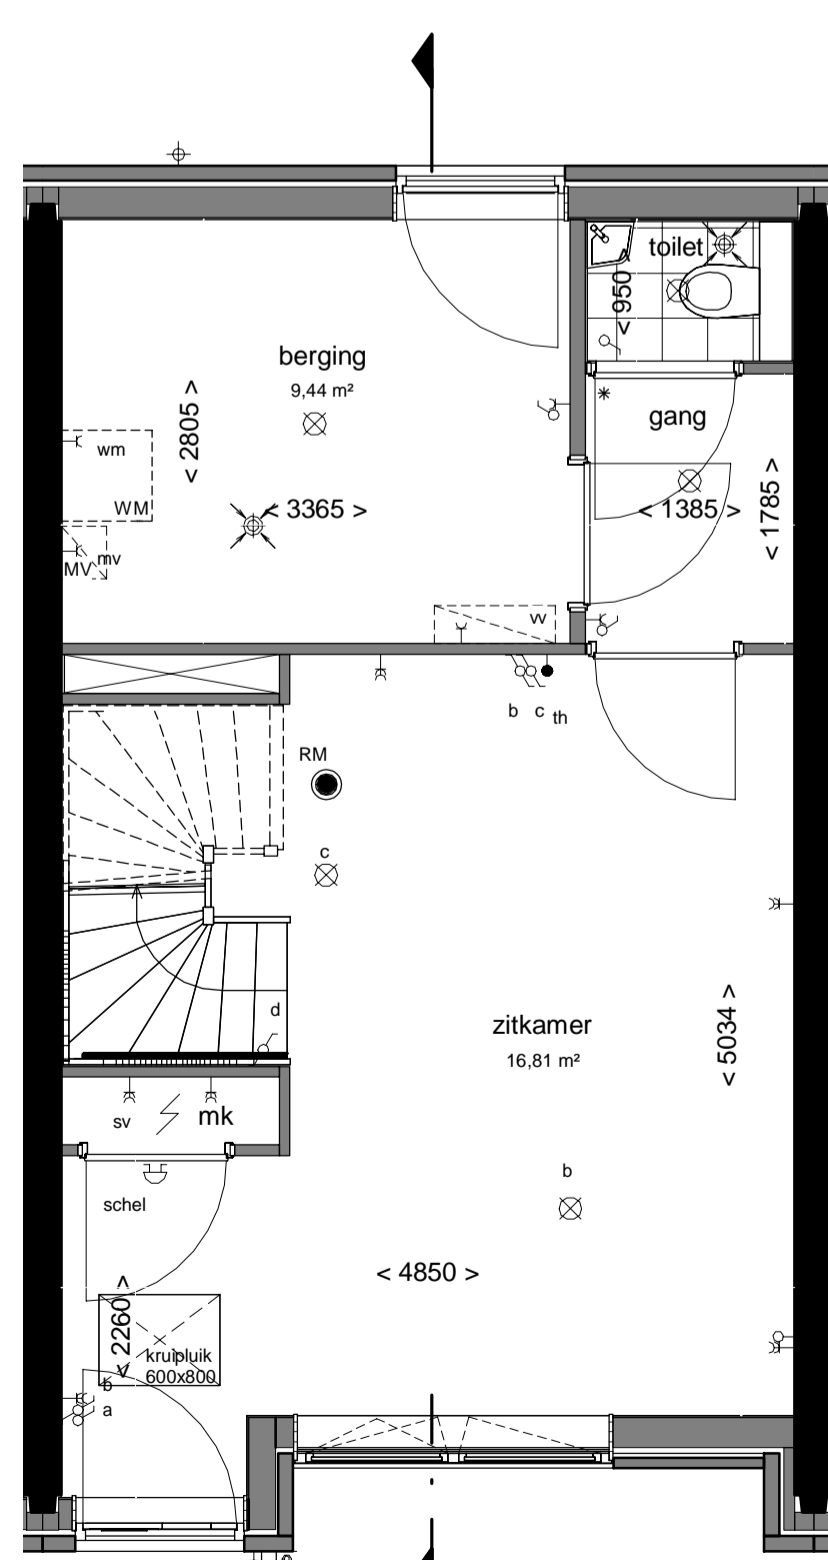 toilet
< 950 >
berging
9,44 m²
gang
< 2805 >
wm
WM
< 3365 >
< 1385 >
< 1785 >
mv
MV
vv
b
c
th
RM
c
d
zitkamer
16,81 m²
< 5034 >
sv
mk
schel
b
< 4850 >
< 2260 >
kruipluik
600x800
b
a